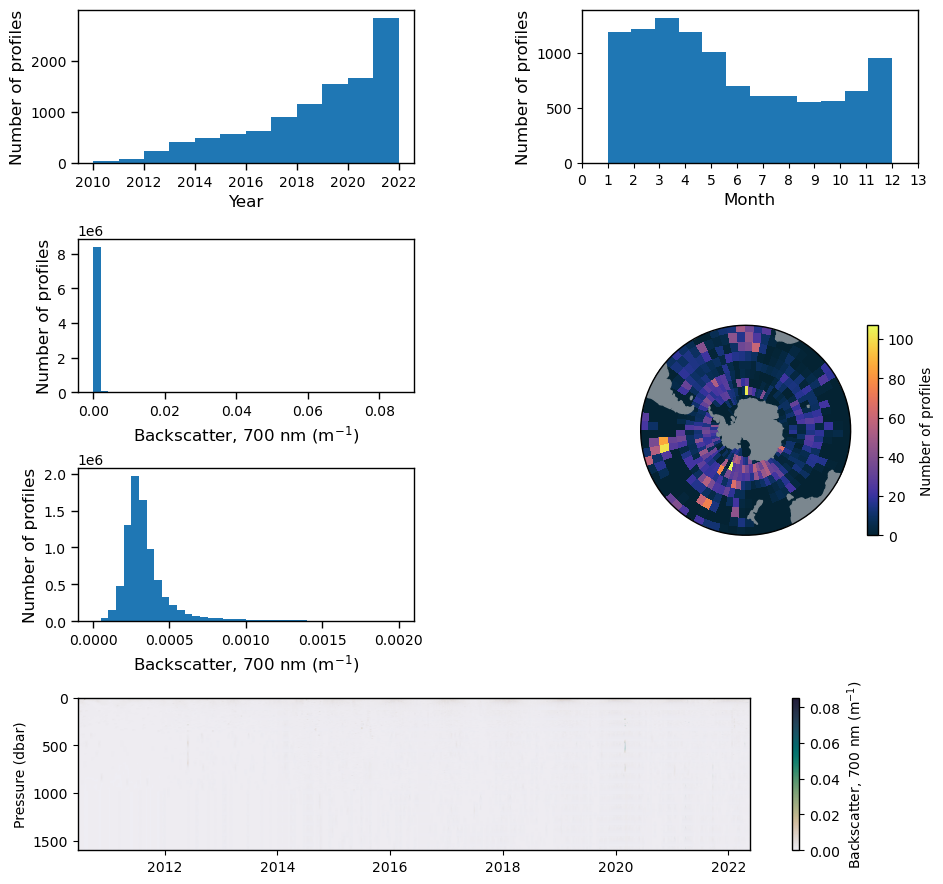 Number of profiles
2000
1000
0
2010 2012 2014 2016 2018 2020 2022
Year
Number of profiles
1000
500
0
0 1 2 3 4 5 6 7 8 9 10 11 12 13
Month
1e6
Number of profiles
8
6
4
2
0
0.00 0.02 0.04 0.06 0.08
Backscatter, 700 nm (m⁻¹)
100
80
60
40
20
0
Number of profiles
1e6
Number of profiles
2.0
1.5
1.0
0.5
0.0
0.0000 0.0005 0.0010 0.0015 0.0020
Backscatter, 700 nm (m⁻¹)
Pressure (dbar)
0
500
1000
1500
2012 2014 2016 2018 2020 2022
0.08
0.06
0.04
0.02
0.00
Backscatter, 700 nm (m⁻¹)